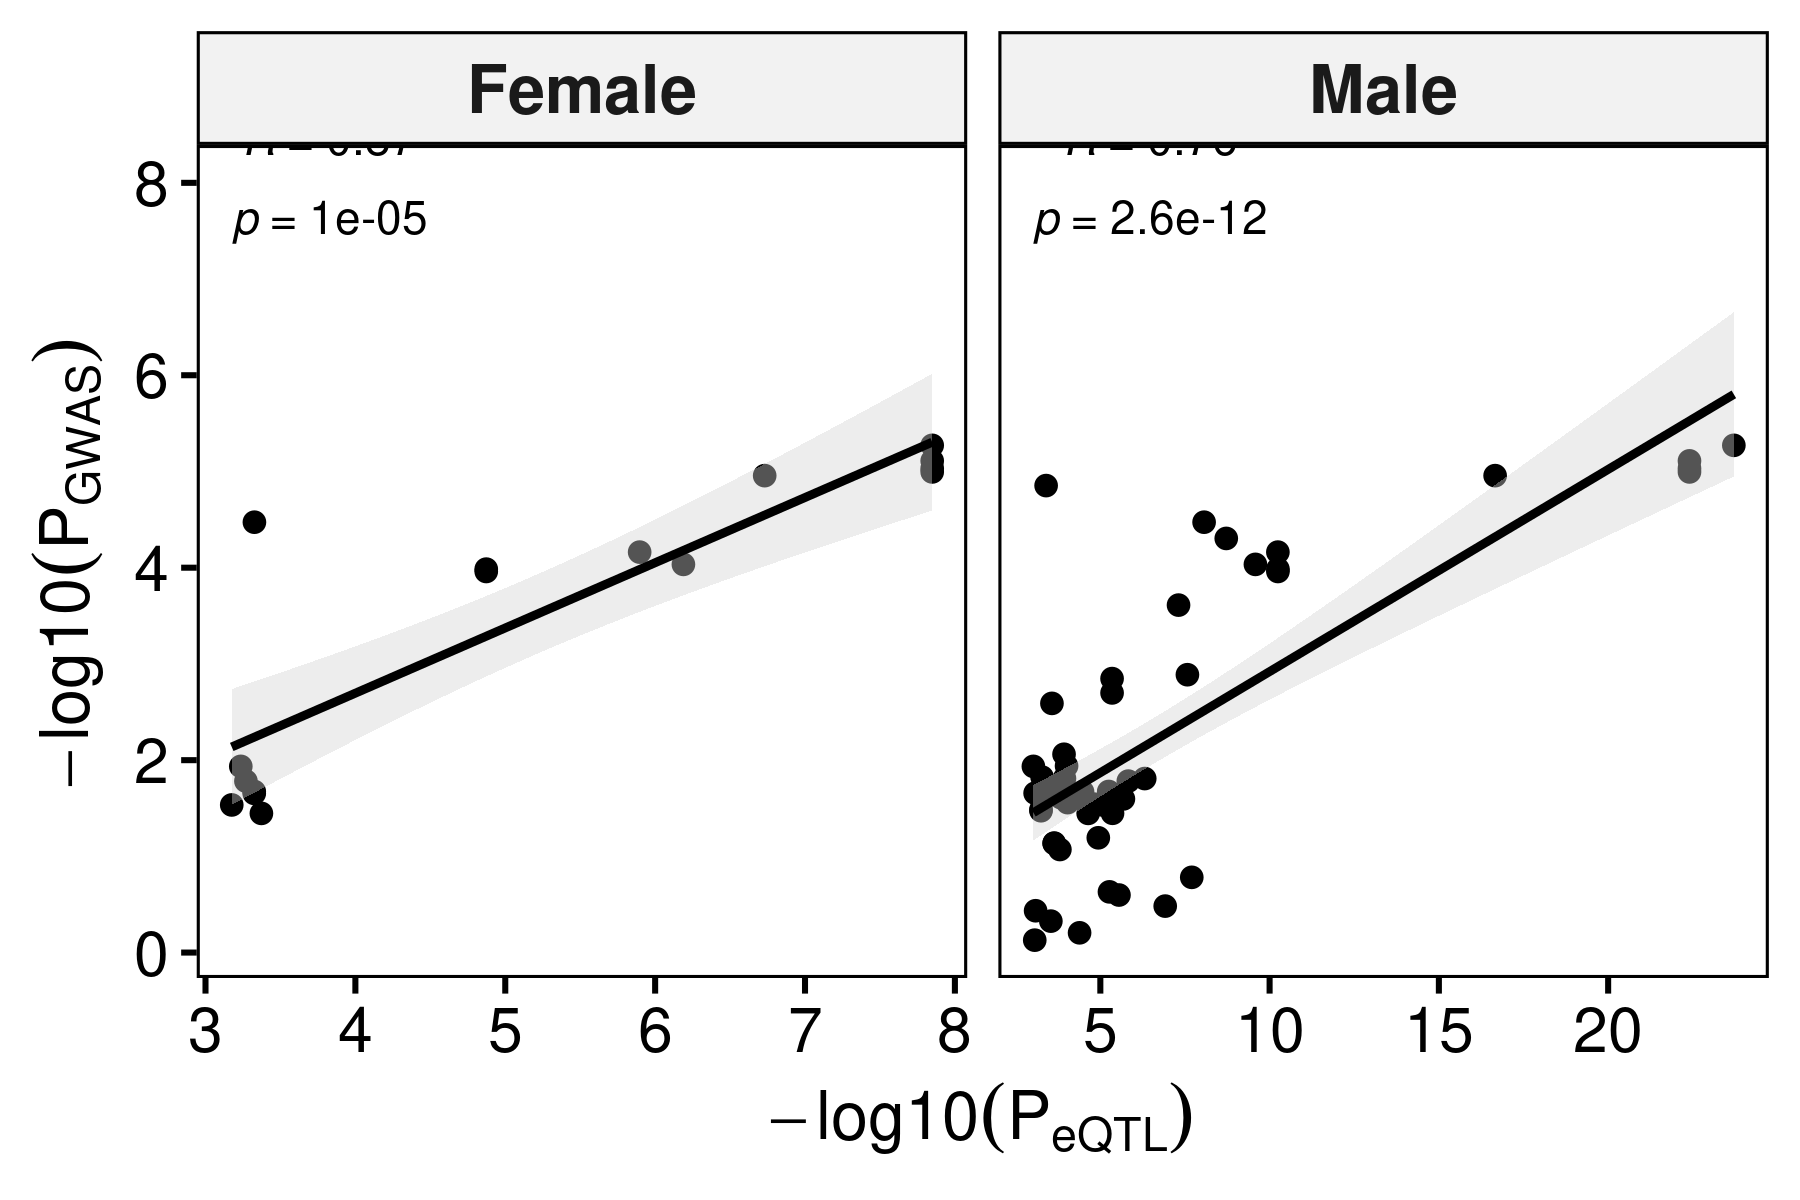 Female
Male
p = 1e-05
p = 2.6e-12
8
6
4
2
0
−log10(PGWAS)
3 4 5 6 7 8
5 10 15 20
−log10(PeQTL)